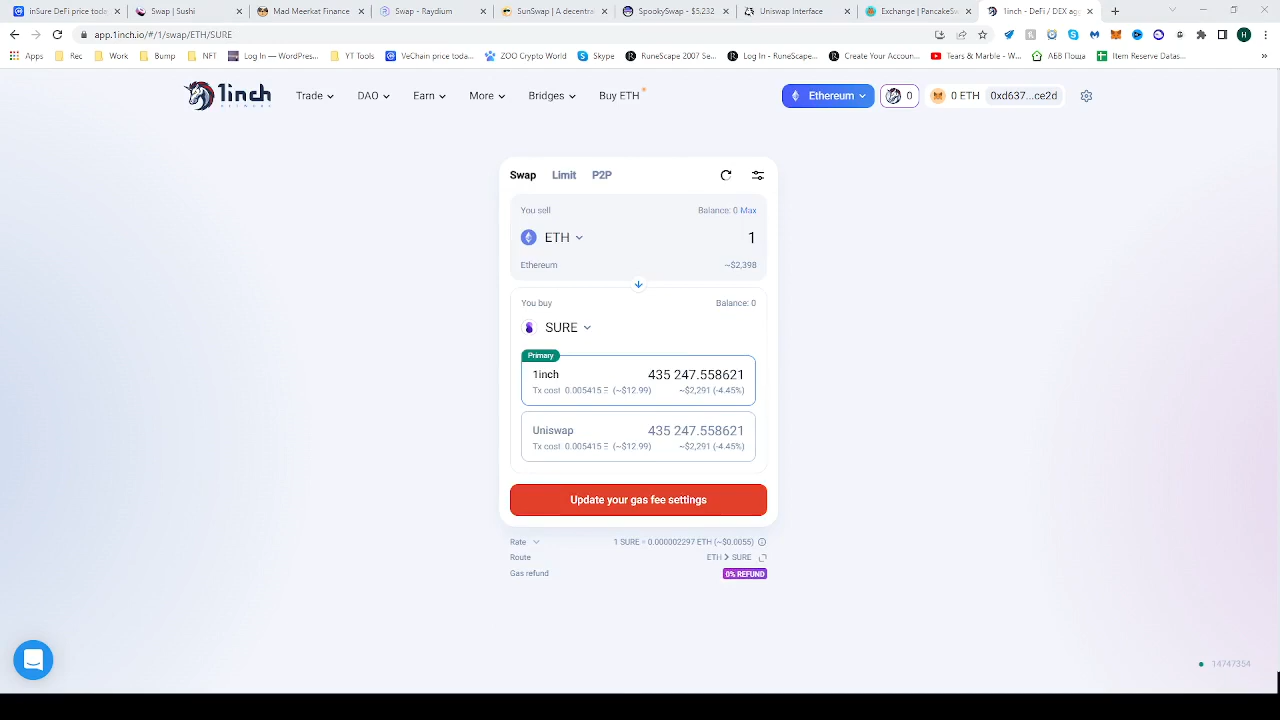 inSure DeFi price tode
Swap | Sushi
Mad Meerkat Finance
Swap - Raydium
SunSwap | A decentra
SpookySwap - $5.232
Uniswap Interface
Exchange | PancakeSw
1inch - DeFi / DEX ag
app.1inch.io/#/1/swap/ETH/SURE
H
Apps
Rec
Work
Bump
NFT
Log In — WordPres...
YT Tools
VeChain price today...
ZOO Crypto World
Skype
RuneScape 2007 Se...
Log In - RuneScape...
Create Your Accoun...
Tears & Marble - W...
АБВ Поща
Item Reserve Datas...
»
1inch
NETWORK
Trade
DAO
Earn
More
Bridges
Buy ETH
Ethereum
0
0 ETH
0xd637...ce2d
Swap
Limit
P2P
You sell
Balance: 0 Max
ETH
1
Ethereum
~$2,398
You buy
Balance: 0
SURE
Primary
1inch
435 247.558621
Tx cost 0.005415 Ξ (~$12.99)
~$2,291 (-4.45%)
Uniswap
435 247.558621
Tx cost 0.005415 Ξ (~$12.99)
~$2,291 (-4.45%)
Update your gas fee settings
Rate
1 SURE = 0.000002297 ETH (~$0.0055)
Route
ETH > SURE
Gas refund
0% REFUND
14747354